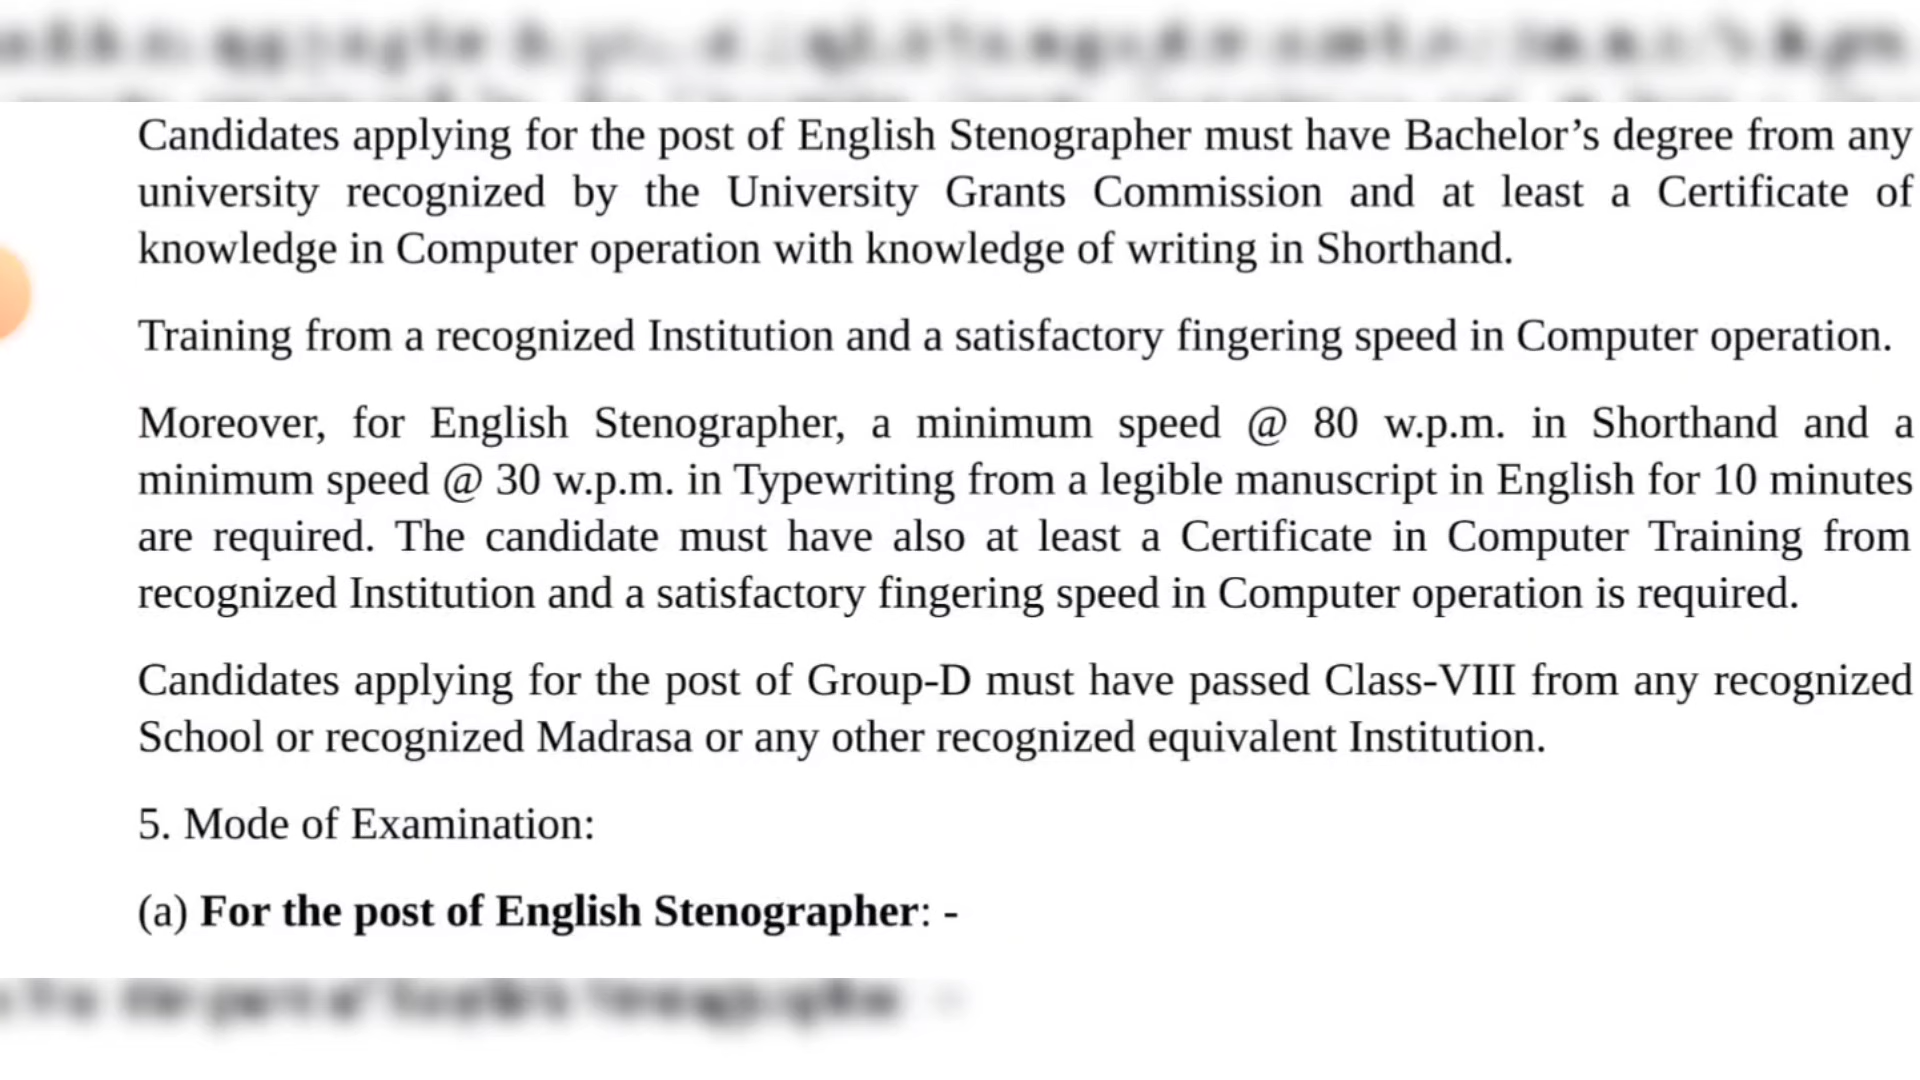 Candidates applying for the post of English Stenographer must have Bachelor’s degree from any
university recognized by the University Grants Commission and at least a Certificate of
knowledge in Computer operation with knowledge of writing in Shorthand.
Training from a recognized Institution and a satisfactory fingering speed in Computer operation.
Moreover, for English Stenographer, a minimum speed @ 80 w.p.m. in Shorthand and a
minimum speed @ 30 w.p.m. in Typewriting from a legible manuscript in English for 10 minutes
are required. The candidate must have also at least a Certificate in Computer Training from
recognized Institution and a satisfactory fingering speed in Computer operation is required.
Candidates applying for the post of Group-D must have passed Class-VIII from any recognized
School or recognized Madrasa or any other recognized equivalent Institution.
5. Mode of Examination:
(a) For the post of English Stenographer: -